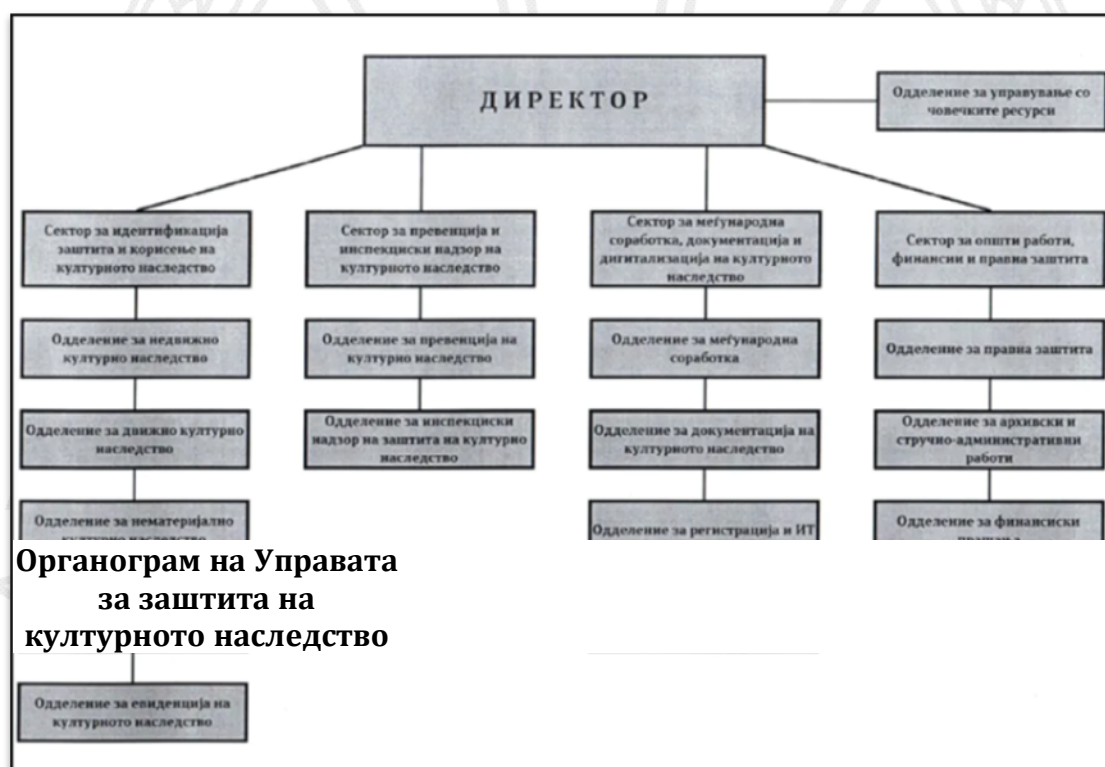 ДИРЕКТОР
Одделение за управување со
човечките ресурси
Сектор за идентификација
заштита и корисење на
културното наследство
Сектор за превенција и
инспекциски надзор на
културното наследство
Сектор за меѓународна
соработка, документација и
дигитализација на културното
наследство
Сектор за општи работи,
финансии и правна заштита
Одделение за недвижно
културно наследство
Одделение за превенција на
културно наследство
Одделение за меѓународна
соработка
Одделение за правна заштита
Одделение за движно културно
наследство
Одделение за инспекциски
надзор на заштита на културно
наследство
Одделение за документација на
културното наследство
Одделение за архивски и
стручно-административни
работи
Одделение за нематеријално
културно наследство
Одделение за регистрација и ИТ
Одделение за финансиски
прашања
Органограм на Управата
за заштита на
културното наследство
Одделение за евиденција на
културното наследство